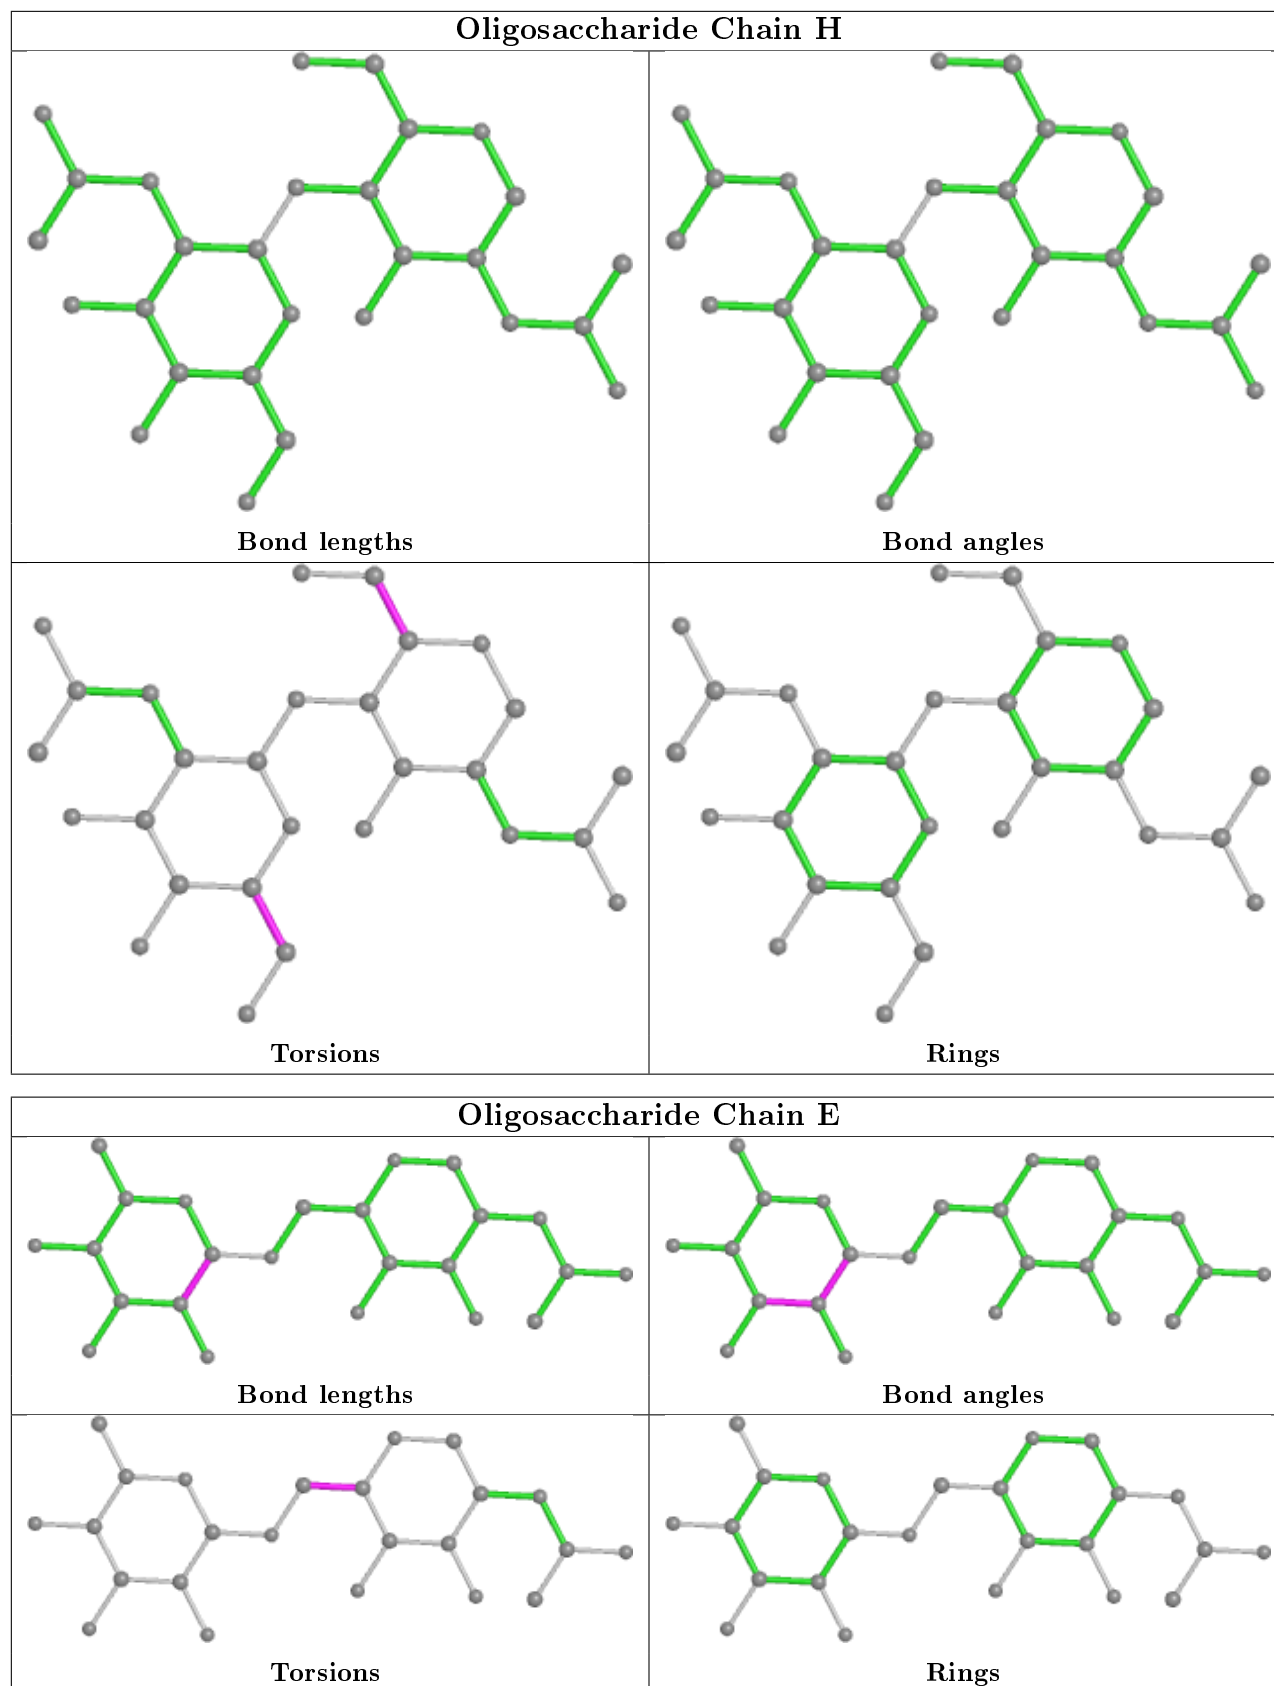 Oligosaccharide Chain H
Bond lengths
Bond angles
Torsions
Rings
Oligosaccharide Chain E
Bond lengths
Bond angles
Torsions
Rings